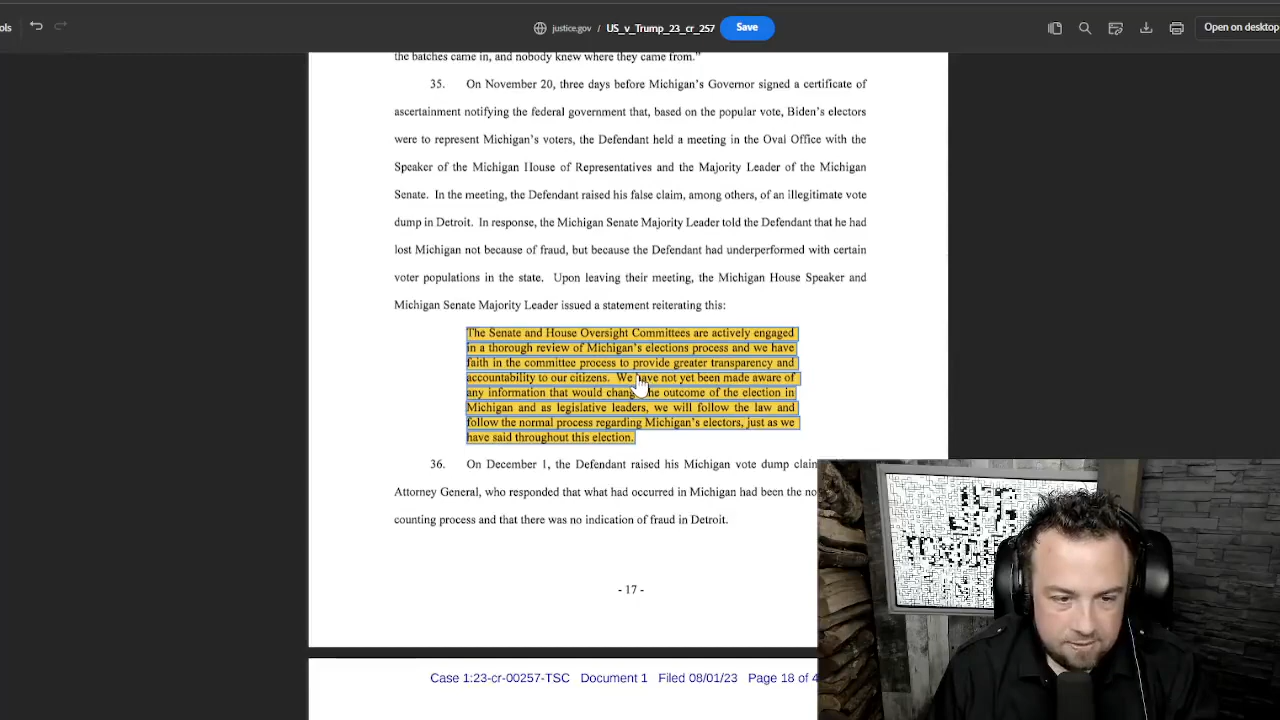 ols
justice.gov / US_v_Trump_23_cr_257
Save
Open on desktop
the batches came in, and nobody knew where they came from."
35. On November 20, three days before Michigan's Governor signed a certificate of
ascertainment notifying the federal government that, based on the popular vote, Biden's electors
were to represent Michigan's voters, the Defendant held a meeting in the Oval Office with the
Speaker of the Michigan House of Representatives and the Majority Leader of the Michigan
Senate. In the meeting, the Defendant raised his false claim, among others, of an illegitimate vote
dump in Detroit. In response, the Michigan Senate Majority Leader told the Defendant that he had
lost Michigan not because of fraud, but because the Defendant had underperformed with certain
voter populations in the state. Upon leaving their meeting, the Michigan House Speaker and
Michigan Senate Majority Leader issued a statement reiterating this:
The Senate and House Oversight Committees are actively engaged
in a thorough review of Michigan's elections process and we have
faith in the committee process to provide greater transparency and
accountability to our citizens. We have not yet been made aware of
any information that would change the outcome of the election in
Michigan and as legislative leaders, we will follow the law and
follow the normal process regarding Michigan's electors, just as we
have said throughout this election.
36. On December 1, the Defendant raised his Michigan vote dump claim
Attorney General, who responded that what had occurred in Michigan had been the no
counting process and that there was no indication of fraud in Detroit.
- 17 -
Case 1:23-cr-00257-TSC Document 1 Filed 08/01/23 Page 18 of 4